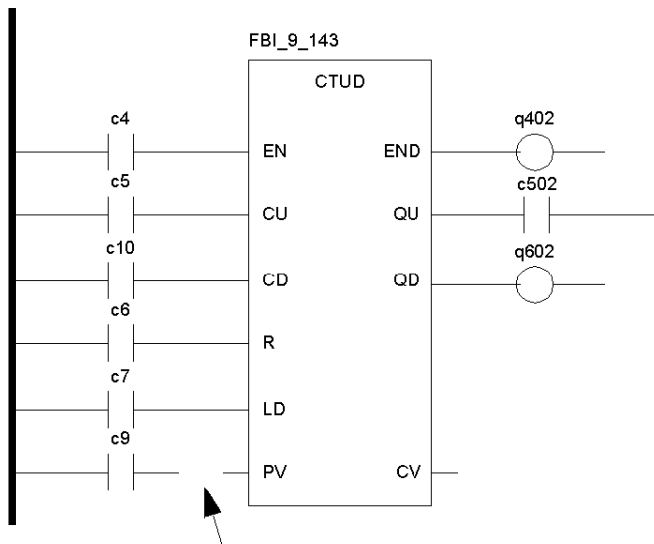 FBI_9_143
CTUD
c4
q402
EN
END
c5
c502
CU
QU
c10
q602
CD
QD
c6
R
c7
LD
c9
PV
CV